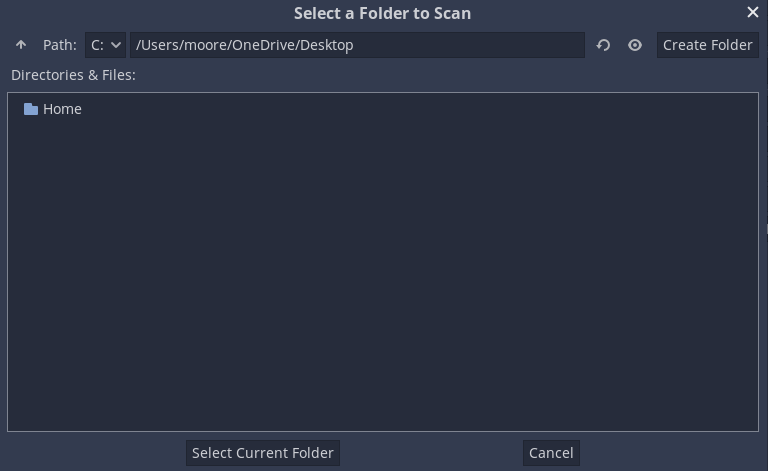 Select a Folder to Scan
Path: C: /Users/moore/OneDrive/Desktop Create Folder
Directories & Files:
Home
Select Current Folder Cancel